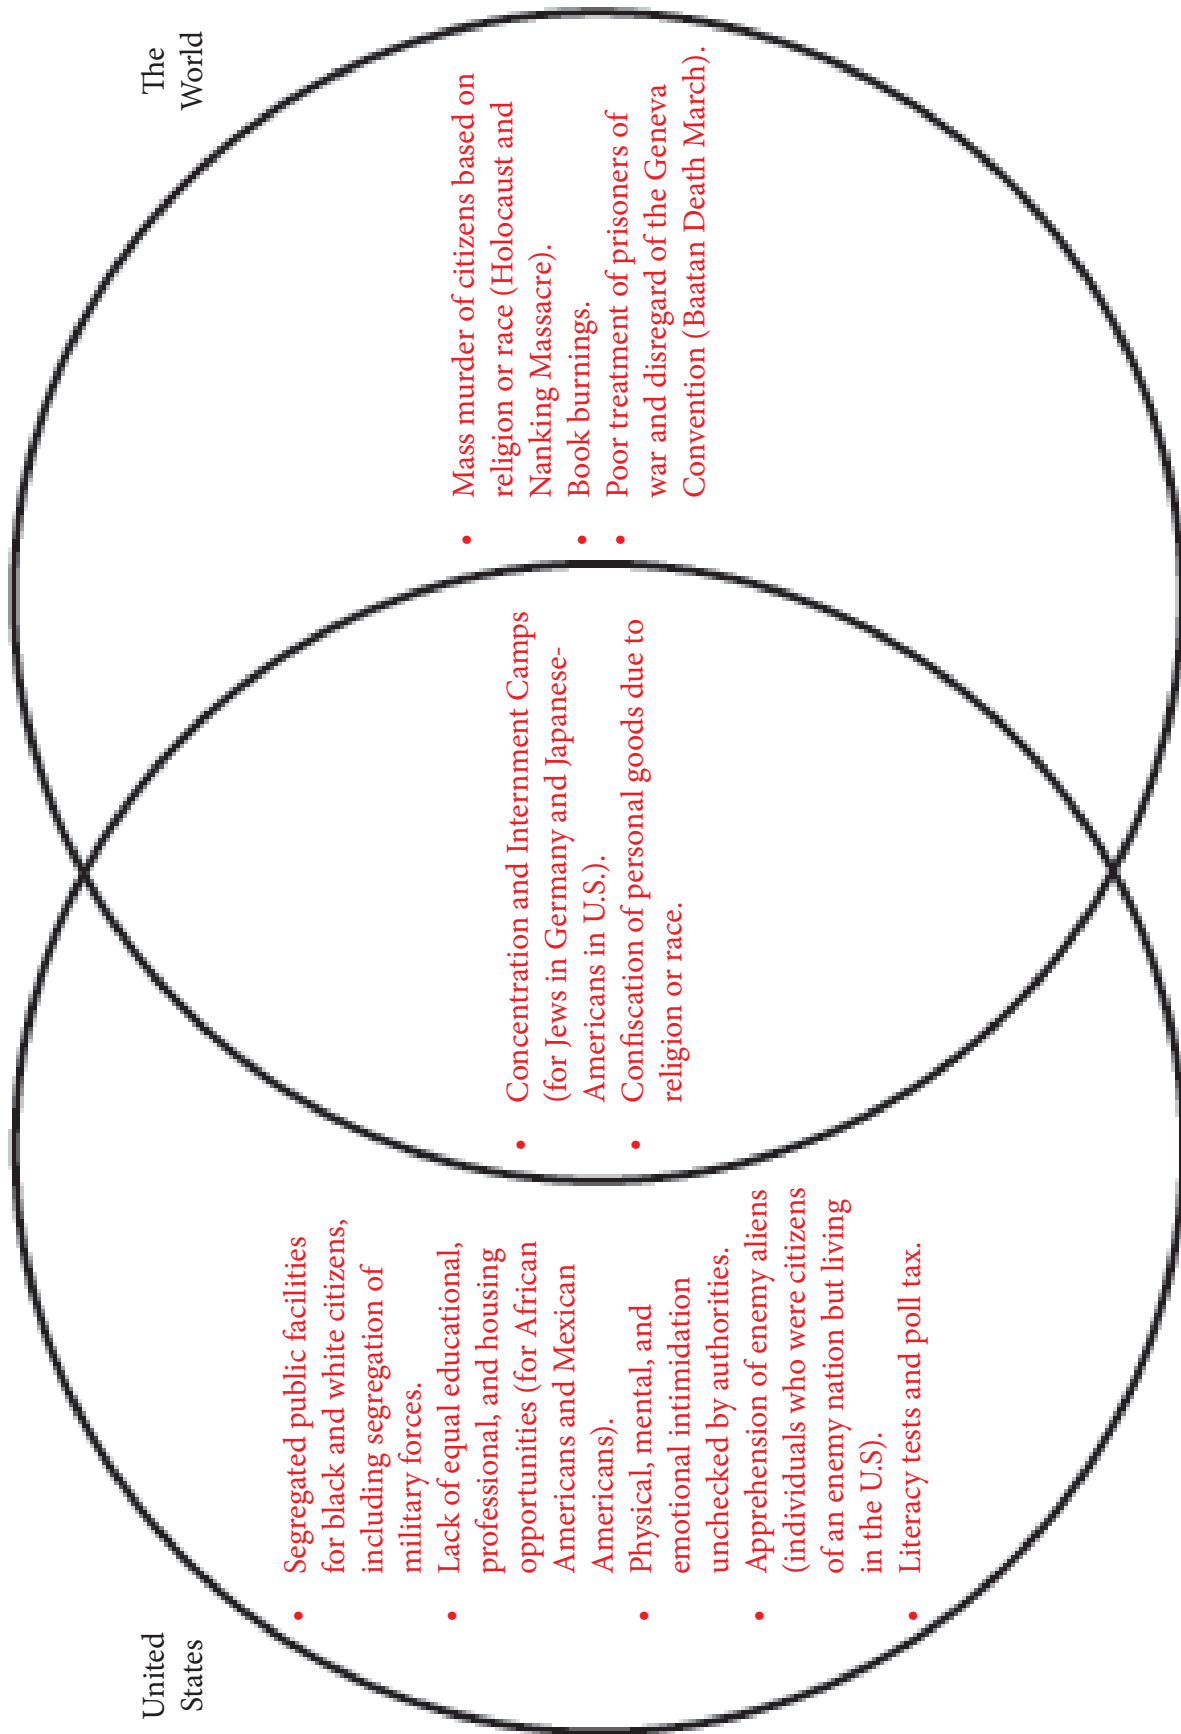 United
States
• Segregated public facilities
for black and white citizens,
including segregation of
military forces.
• Lack of equal educational,
professional, and housing
opportunities (for African
Americans and Mexican
Americans).
• Physical, mental, and
emotional intimidation
unchecked by authorities.
• Apprehension of enemy aliens
(individuals who were citizens
of an enemy nation but living
in the U.S).
• Literacy tests and poll tax.
• Concentration and Internment Camps
(for Jews in Germany and Japanese-
Americans in U.S.).
• Confiscation of personal goods due to
religion or race.
The
World
• Mass murder of citizens based on
religion or race (Holocaust and
Nanking Massacre).
• Book burnings.
• Poor treatment of prisoners of
war and disregard of the Geneva
Convention (Baatan Death March).